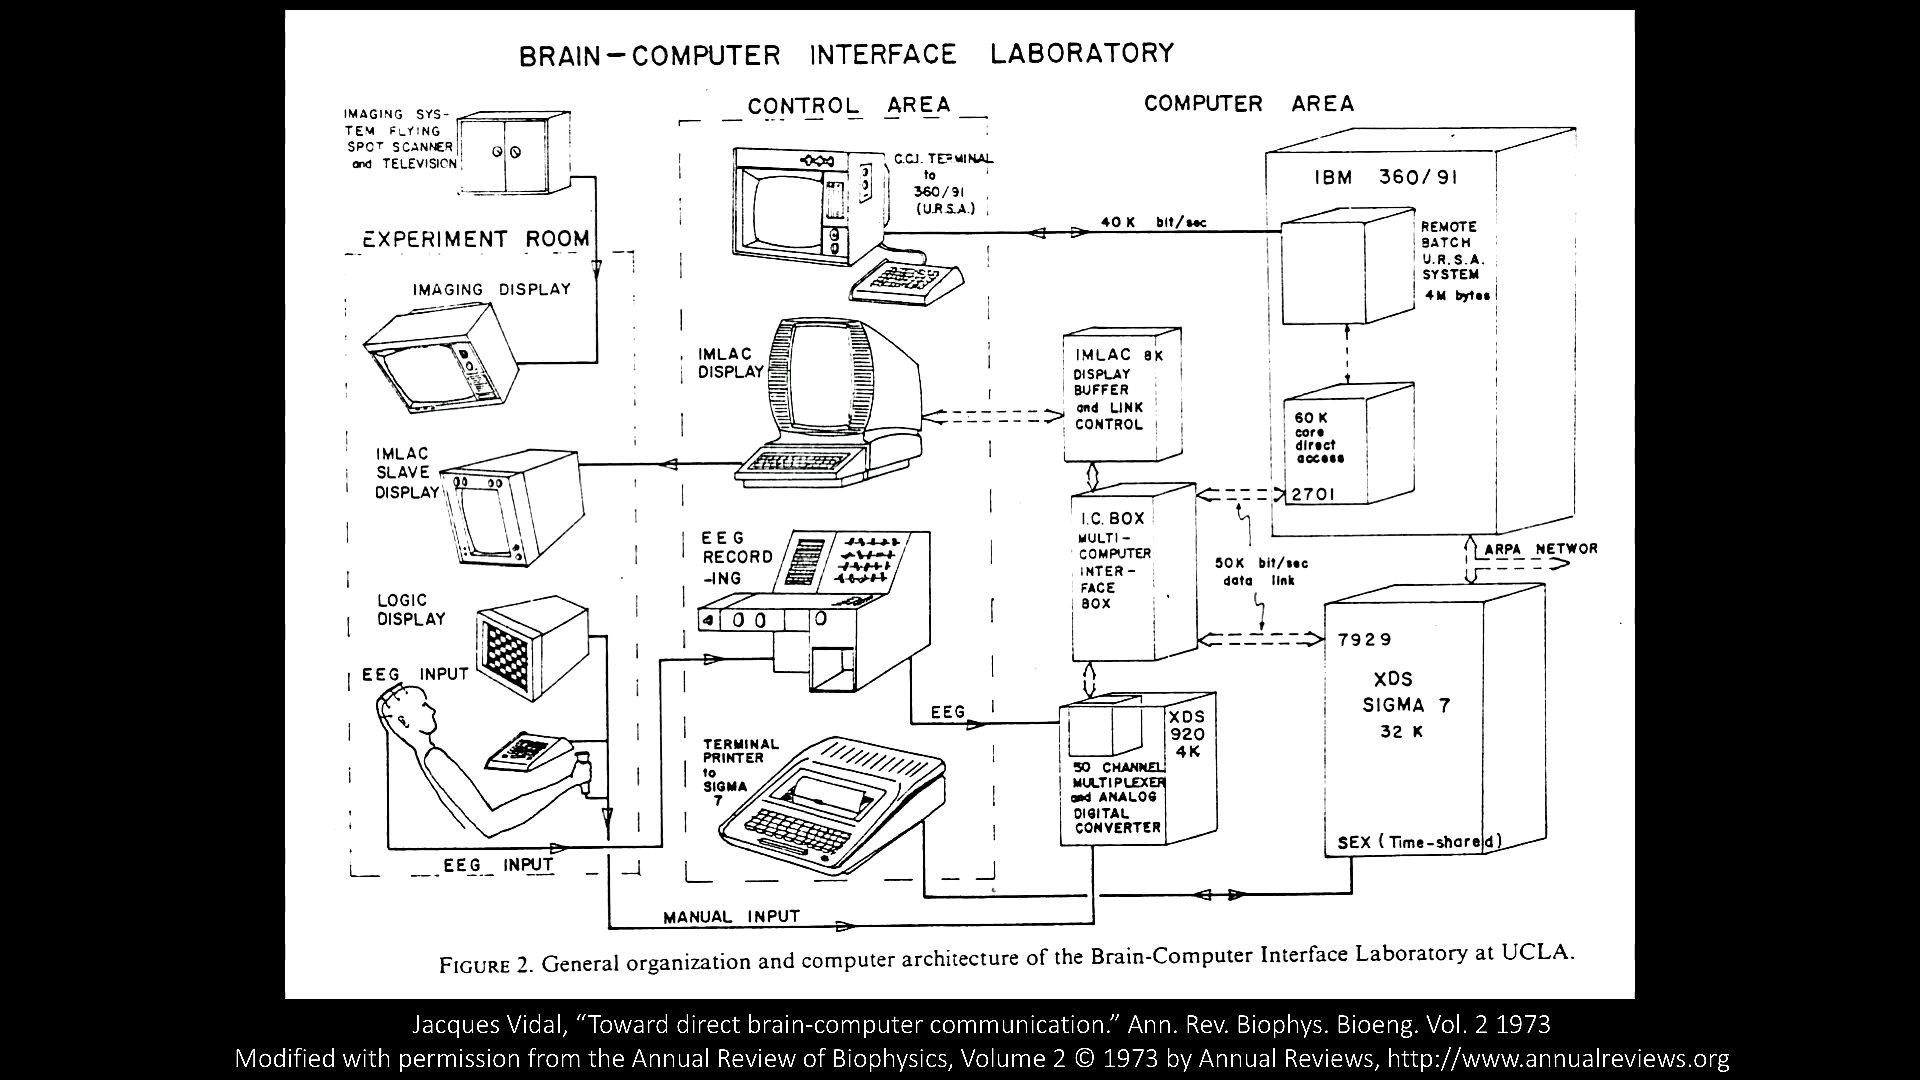 BRAIN-COMPUTER INTERFACE LABORATORY
CONTROL AREA
COMPUTER AREA
IMAGING SYS-
TEM FLYING
SPOT SCANNER
and TELEVISION
EXPERIMENT ROOM
IMAGING DISPLAY
IMLAC
SLAVE
DISPLAY
LOGIC
DISPLAY
EEG INPUT
EEG INPUT
C.C.I. TERMINAL
to
360/91
(U.R.S.A.)
IMLAC
DISPLAY
EEG
RECORD
-ING
TERMINAL
PRINTER
to
SIGMA
7
EEG
MANUAL INPUT
40 K bit/sec
IMLAC 8K
DISPLAY
BUFFER
and LINK
CONTROL
I.C. BOX
MULTI-
COMPUTER
INTER-
FACE
BOX
XDS
920
4K
50 CHANNEL
MULTIPLEXER
and ANALOG
DIGITAL
CONVERTER
IBM 360/91
REMOTE
BATCH
U.R.S.A.
SYSTEM
4M bytes
60 K
core
direct
access
2701
50K bit/sec
data link
ARPA NETWOR
7929
XDS
SIGMA 7
32 K
SEX (Time-shared)
FIGURE 2. General organization and computer architecture of the Brain-Computer Interface Laboratory at UCLA.
Jacques Vidal, “Toward direct brain-computer communication.” Ann. Rev. Biophys. Bioeng. Vol. 2 1973
Modified with permission from the Annual Review of Biophysics, Volume 2 © 1973 by Annual Reviews, http://www.annualreviews.org